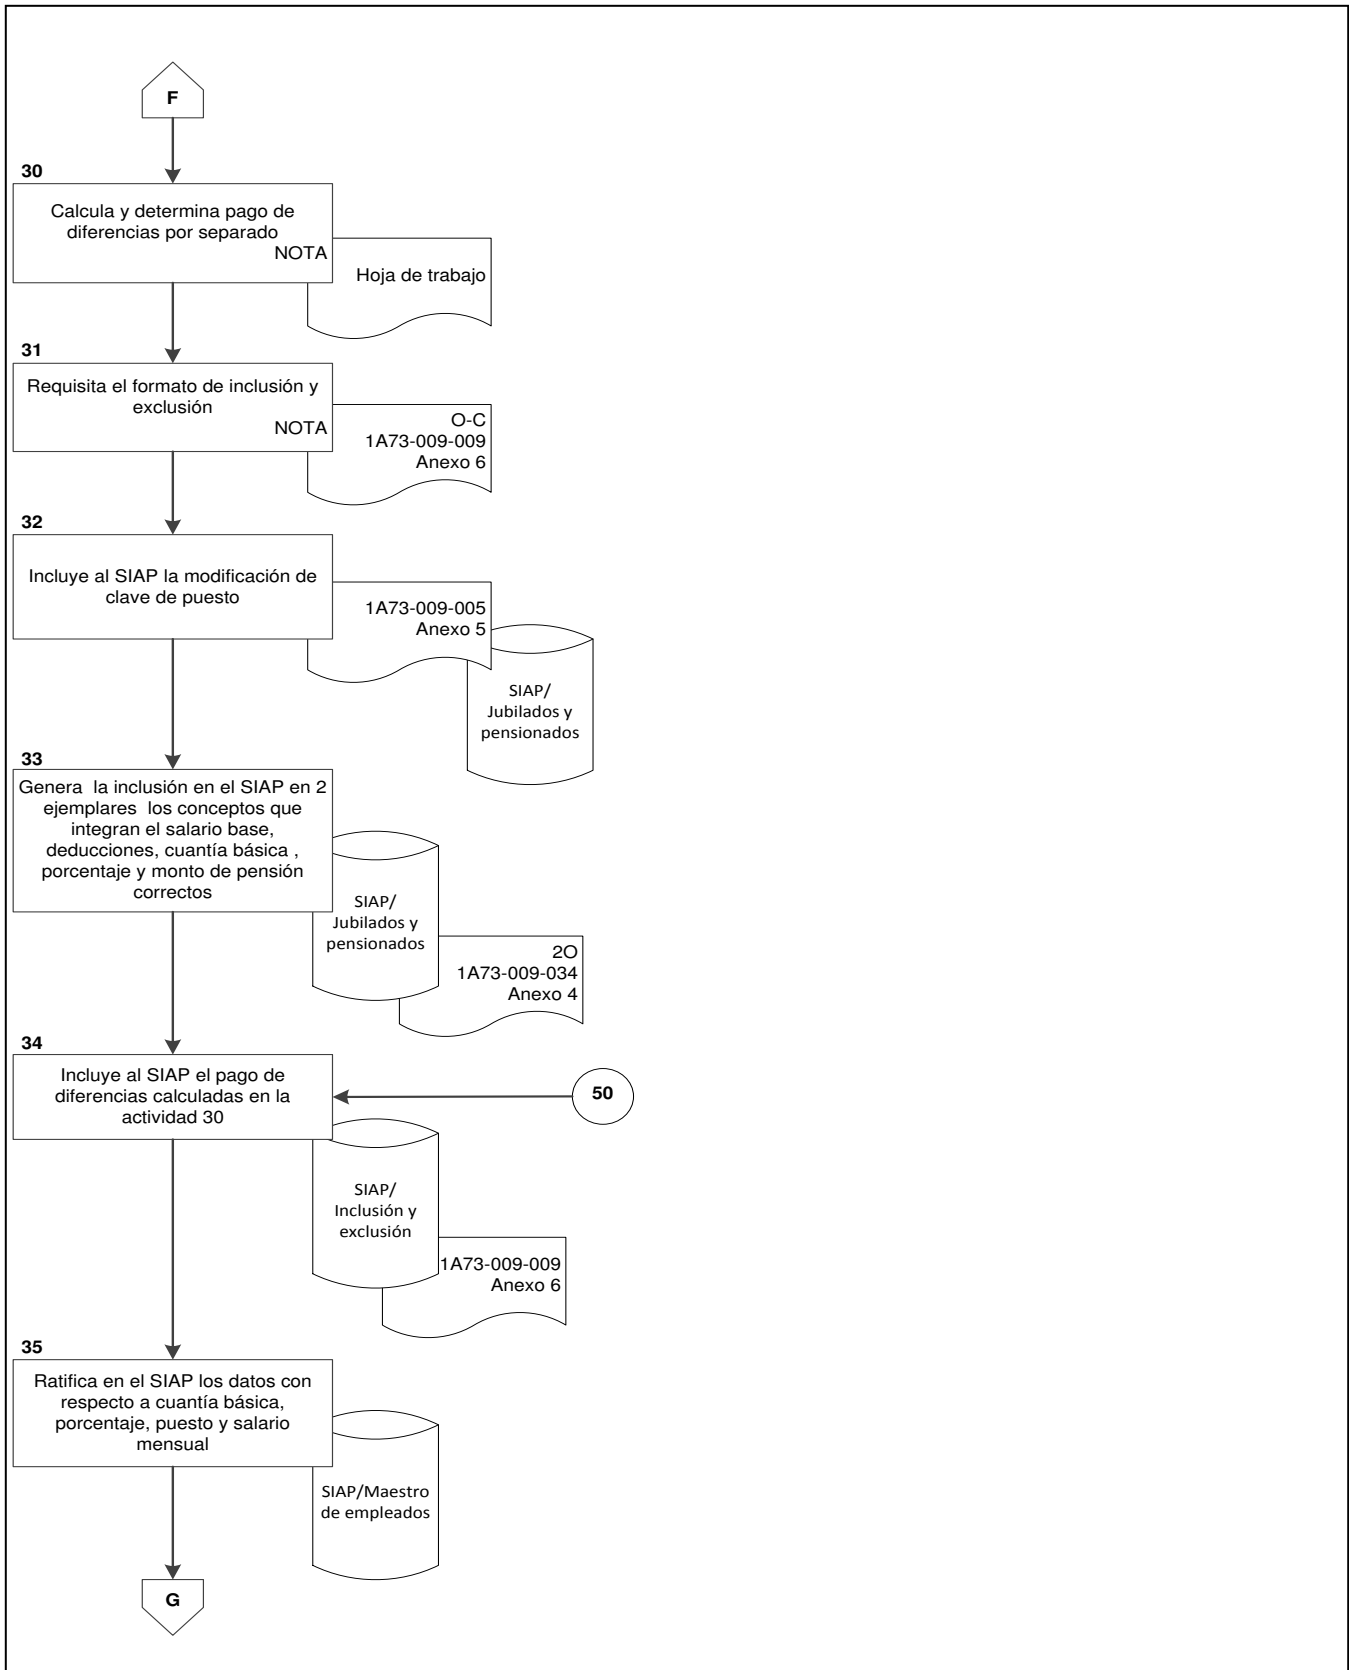 F
30
Calcula y determina pago de
diferencias por separado
NOTA
Hoja de trabajo
31
Requisita el formato de inclusión y
exclusión
NOTA
O-C
1A73-009-009
Anexo 6
32
Incluye al SIAP la modificación de
clave de puesto
1A73-009-005
Anexo 5
SIAP/
Jubilados y
pensionados
33
Genera  la inclusión en el SIAP en 2
ejemplares  los conceptos que
integran el salario base,
deducciones, cuantía básica ,
porcentaje y monto de pensión
correctos
SIAP/
Jubilados y
pensionados
2O
1A73-009-034
Anexo 4
34
Incluye al SIAP el pago de
diferencias calculadas en la
actividad 30
50
SIAP/
Inclusión y
exclusión
1A73-009-009
Anexo 6
35
Ratifica en el SIAP los datos con
respecto a cuantía básica,
porcentaje, puesto y salario
mensual
SIAP/Maestro
de empleados
G